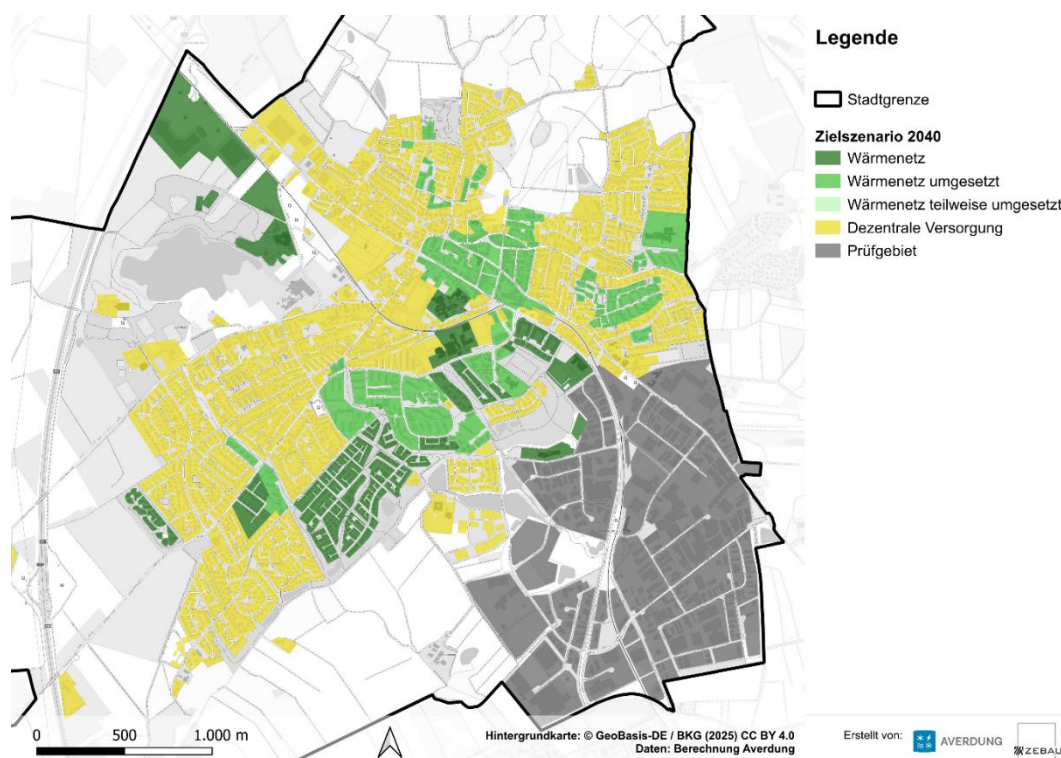 Legende
Stadtgrenze
Zielszenario 2040
Wärmenetz
Wärmenetz umgesetzt
Wärmenetz teilweise umgesetzt
Dezentrale Versorgung
Prüfgebiet
0 500 1.000 m
Hintergrundkarte: © GeoBasis-DE / BKG (2025) CC BY 4.0
Daten: Berechnung Averdung
Erstellt von:
AVERDUNG
ZEBAU